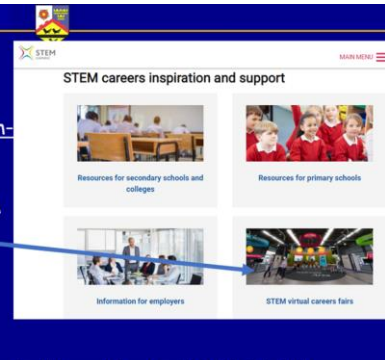 STEM
MAIN MENU
STEM careers inspiration and support
n-
Resources for secondary schools and
colleges
Resources for primary schools
Information for employers
STEM virtual careers fairs